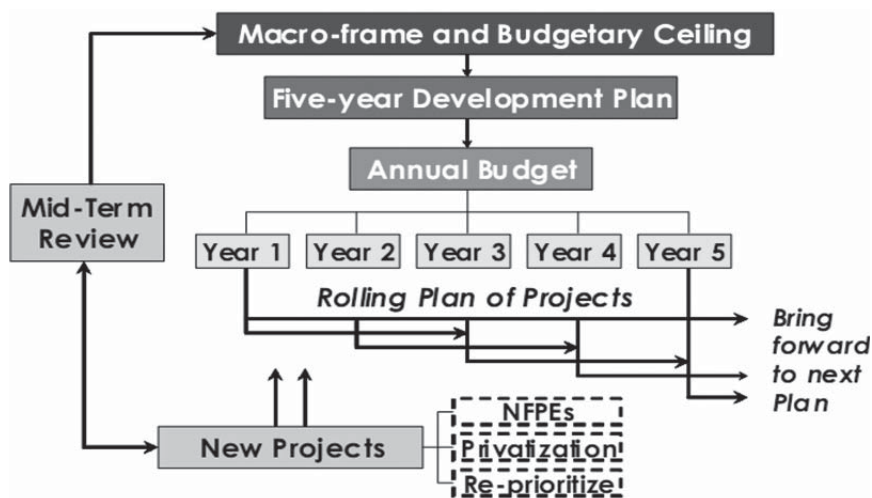 Macro-frame and Budgetary Ceiling
Five-year Development Plan
Annual Budget
Mid-Term
Review
Year 1
Year 2
Year 3
Year 4
Year 5
Rolling Plan of Projects
Bring
forward
to next
Plan
New Projects
NFPEs
Privatization
Re-prioritize